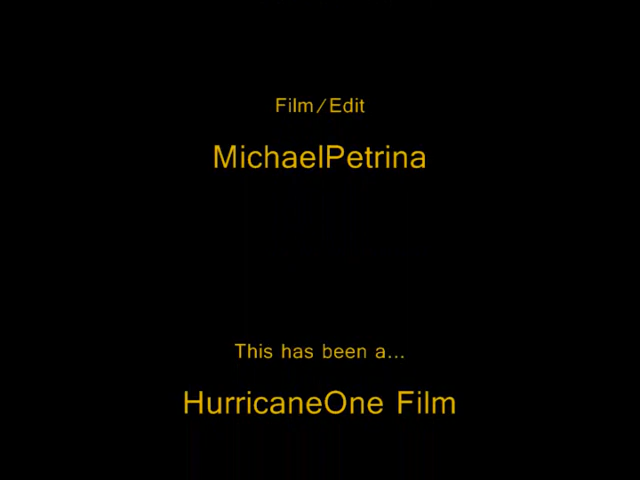 Film/Edit
MichaelPetrina
This has been a...
HurricaneOne Film